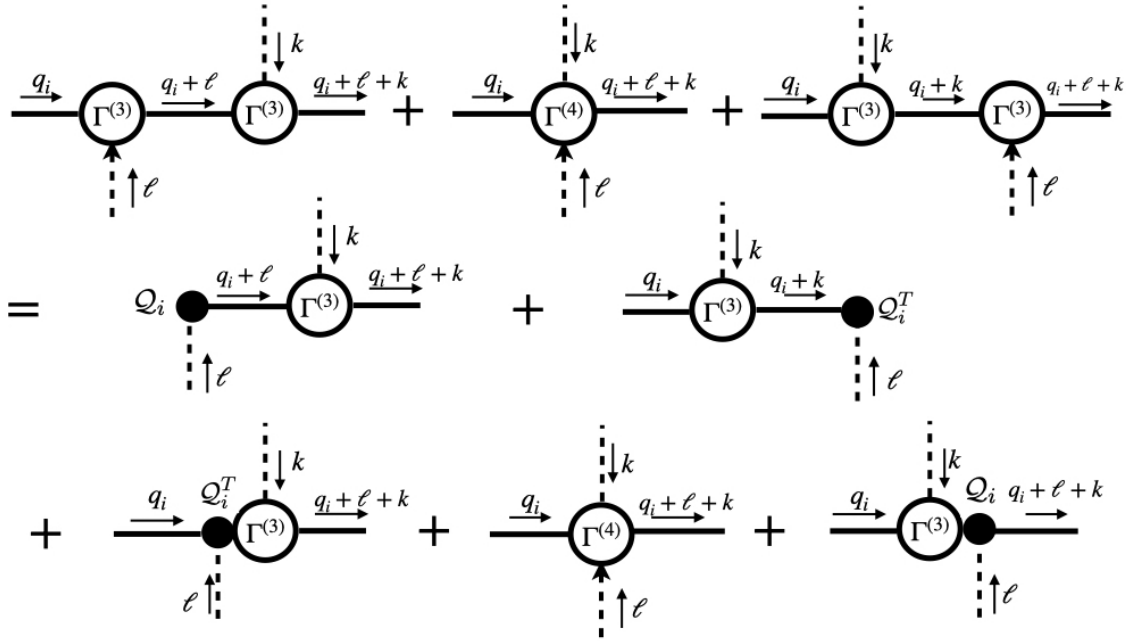 k k k
q_i q_i + ℓ q_i + ℓ + k q_i q_i + ℓ + k q_i q_i + k q_i + ℓ + k
Γ^(3) Γ^(3) + Γ^(4) + Γ^(3) Γ^(3)
ℓ ℓ ℓ
k k
q_i + ℓ q_i + ℓ + k q_i q_i + k
= 𝒬_i Γ^(3) + Γ^(3) 𝒬_i^T
ℓ ℓ
k k k
q_i 𝒬_i^T q_i + ℓ + k q_i q_i + ℓ + k q_i 𝒬_i q_i + ℓ + k
+ Γ^(3) + Γ^(4) + Γ^(3)
ℓ ℓ ℓ